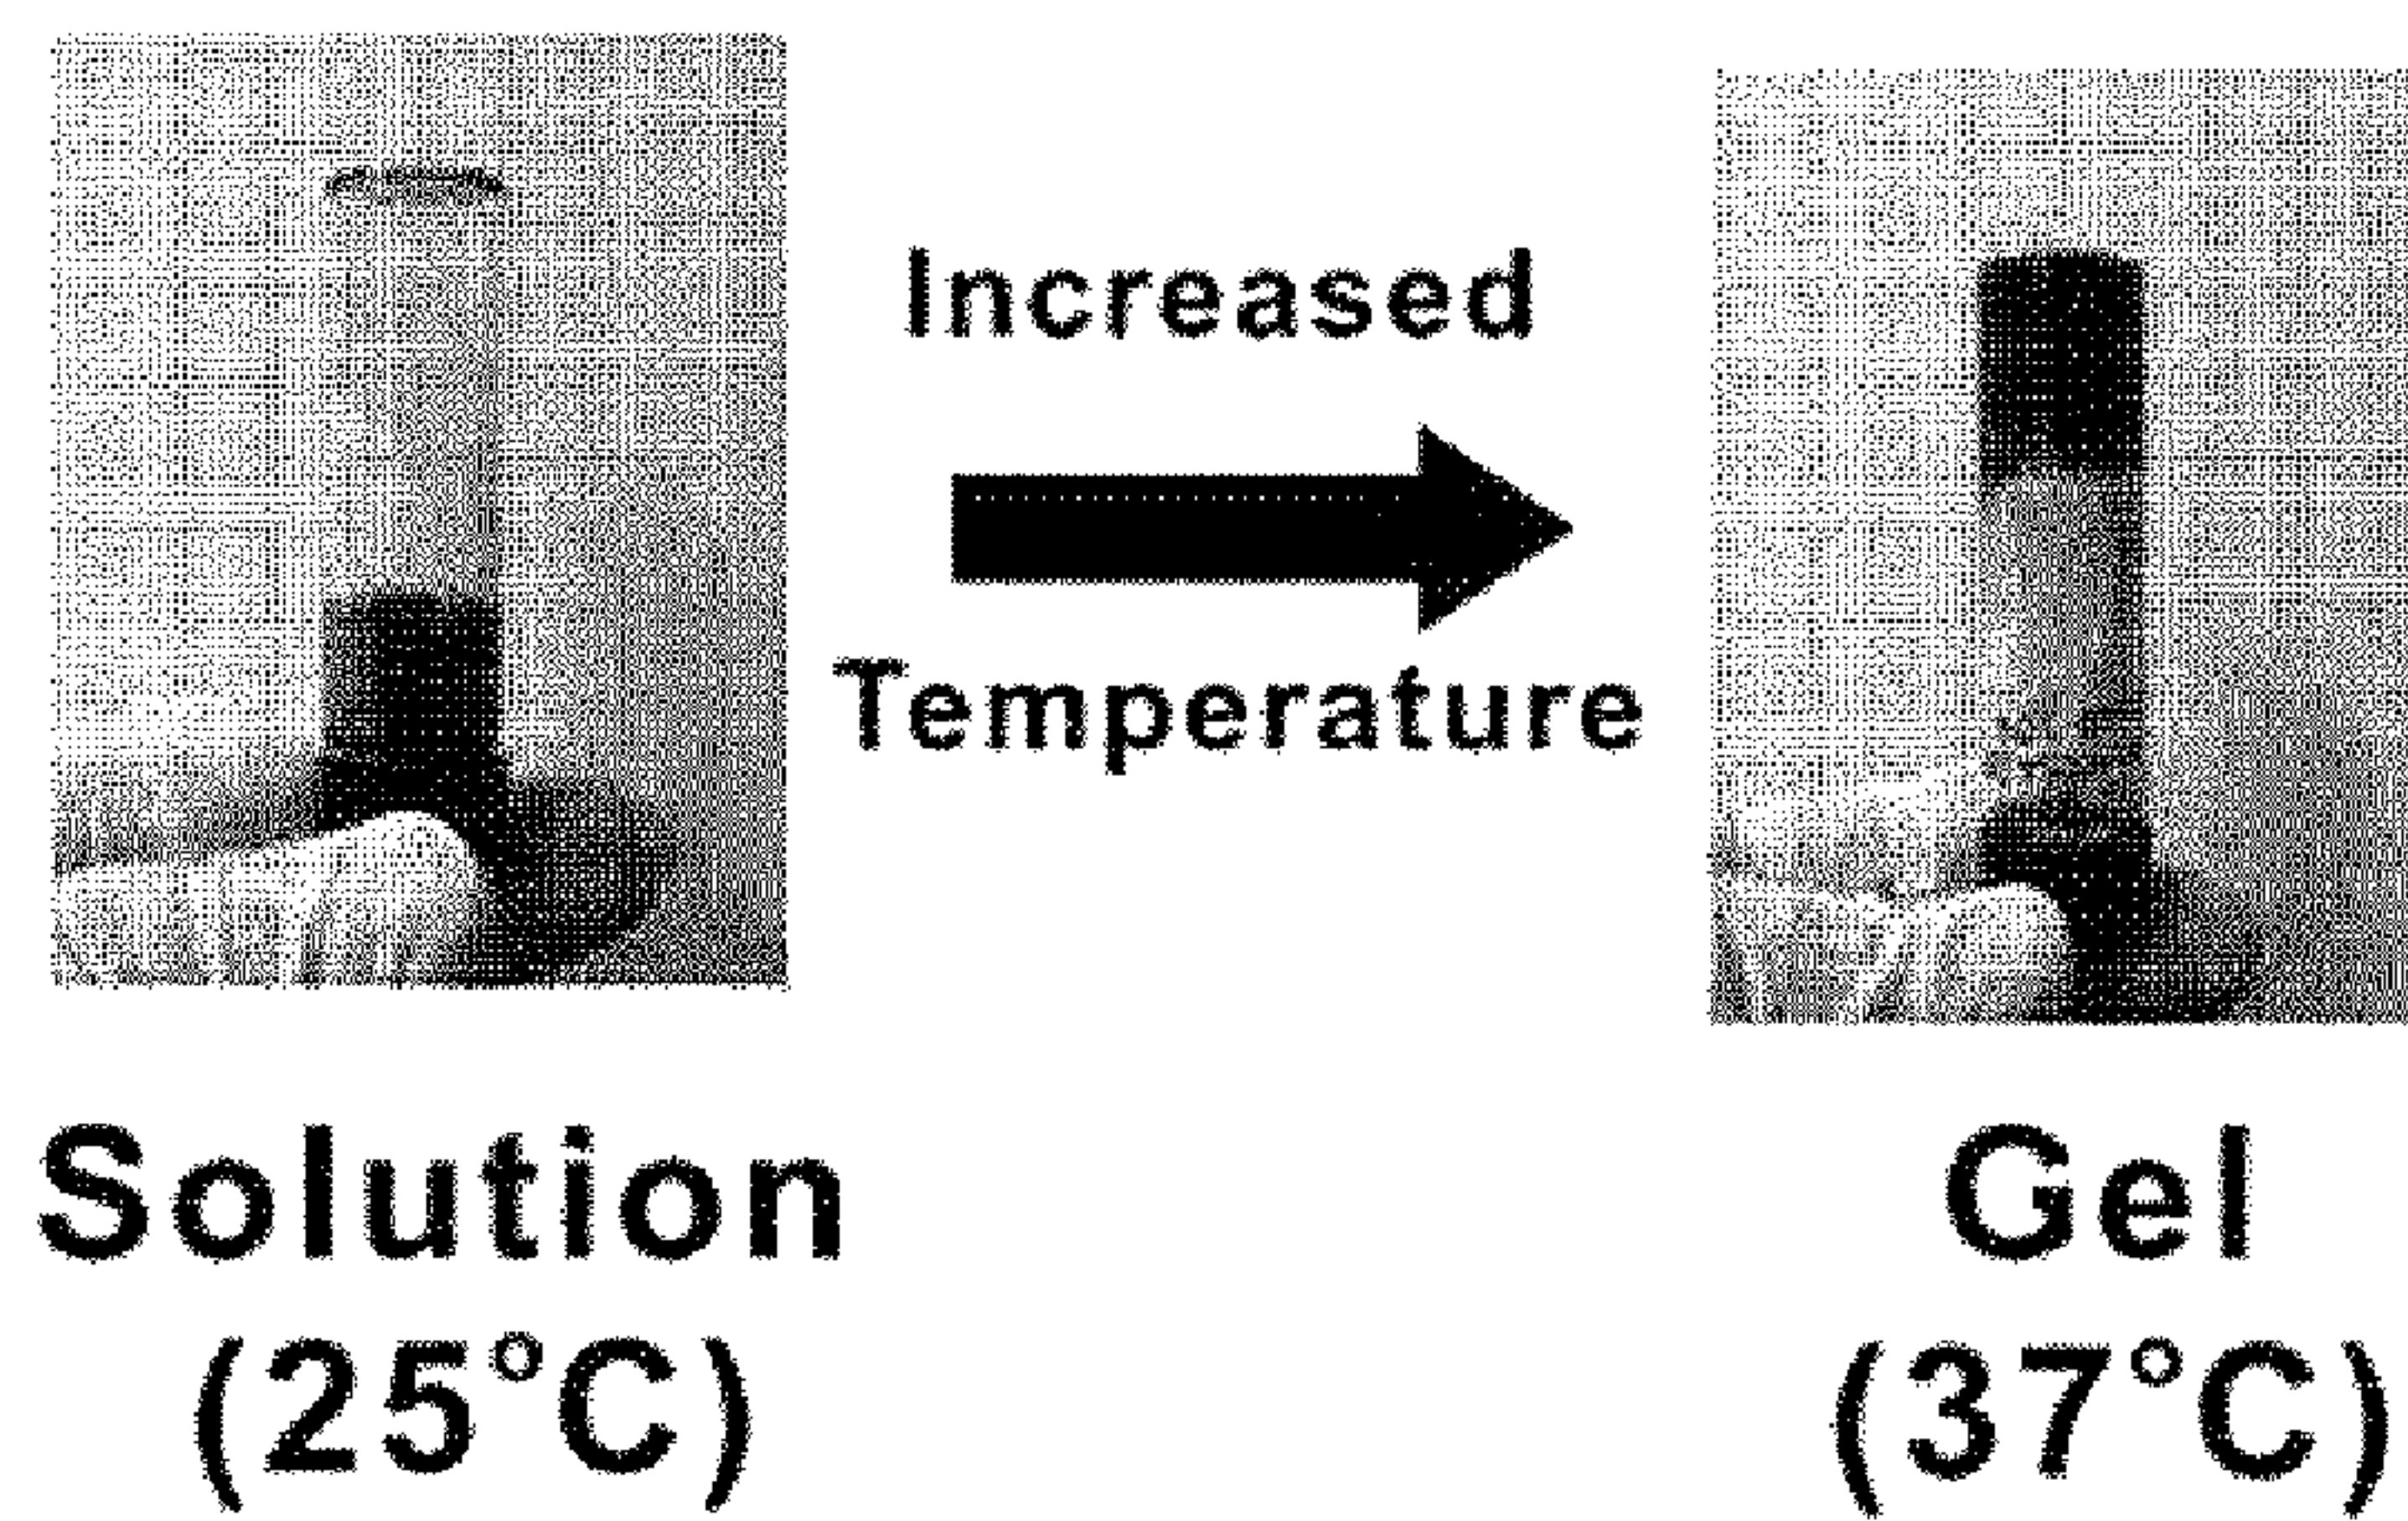 Increased
Temperature
Solution
(25°C)
Gel
(37°C)